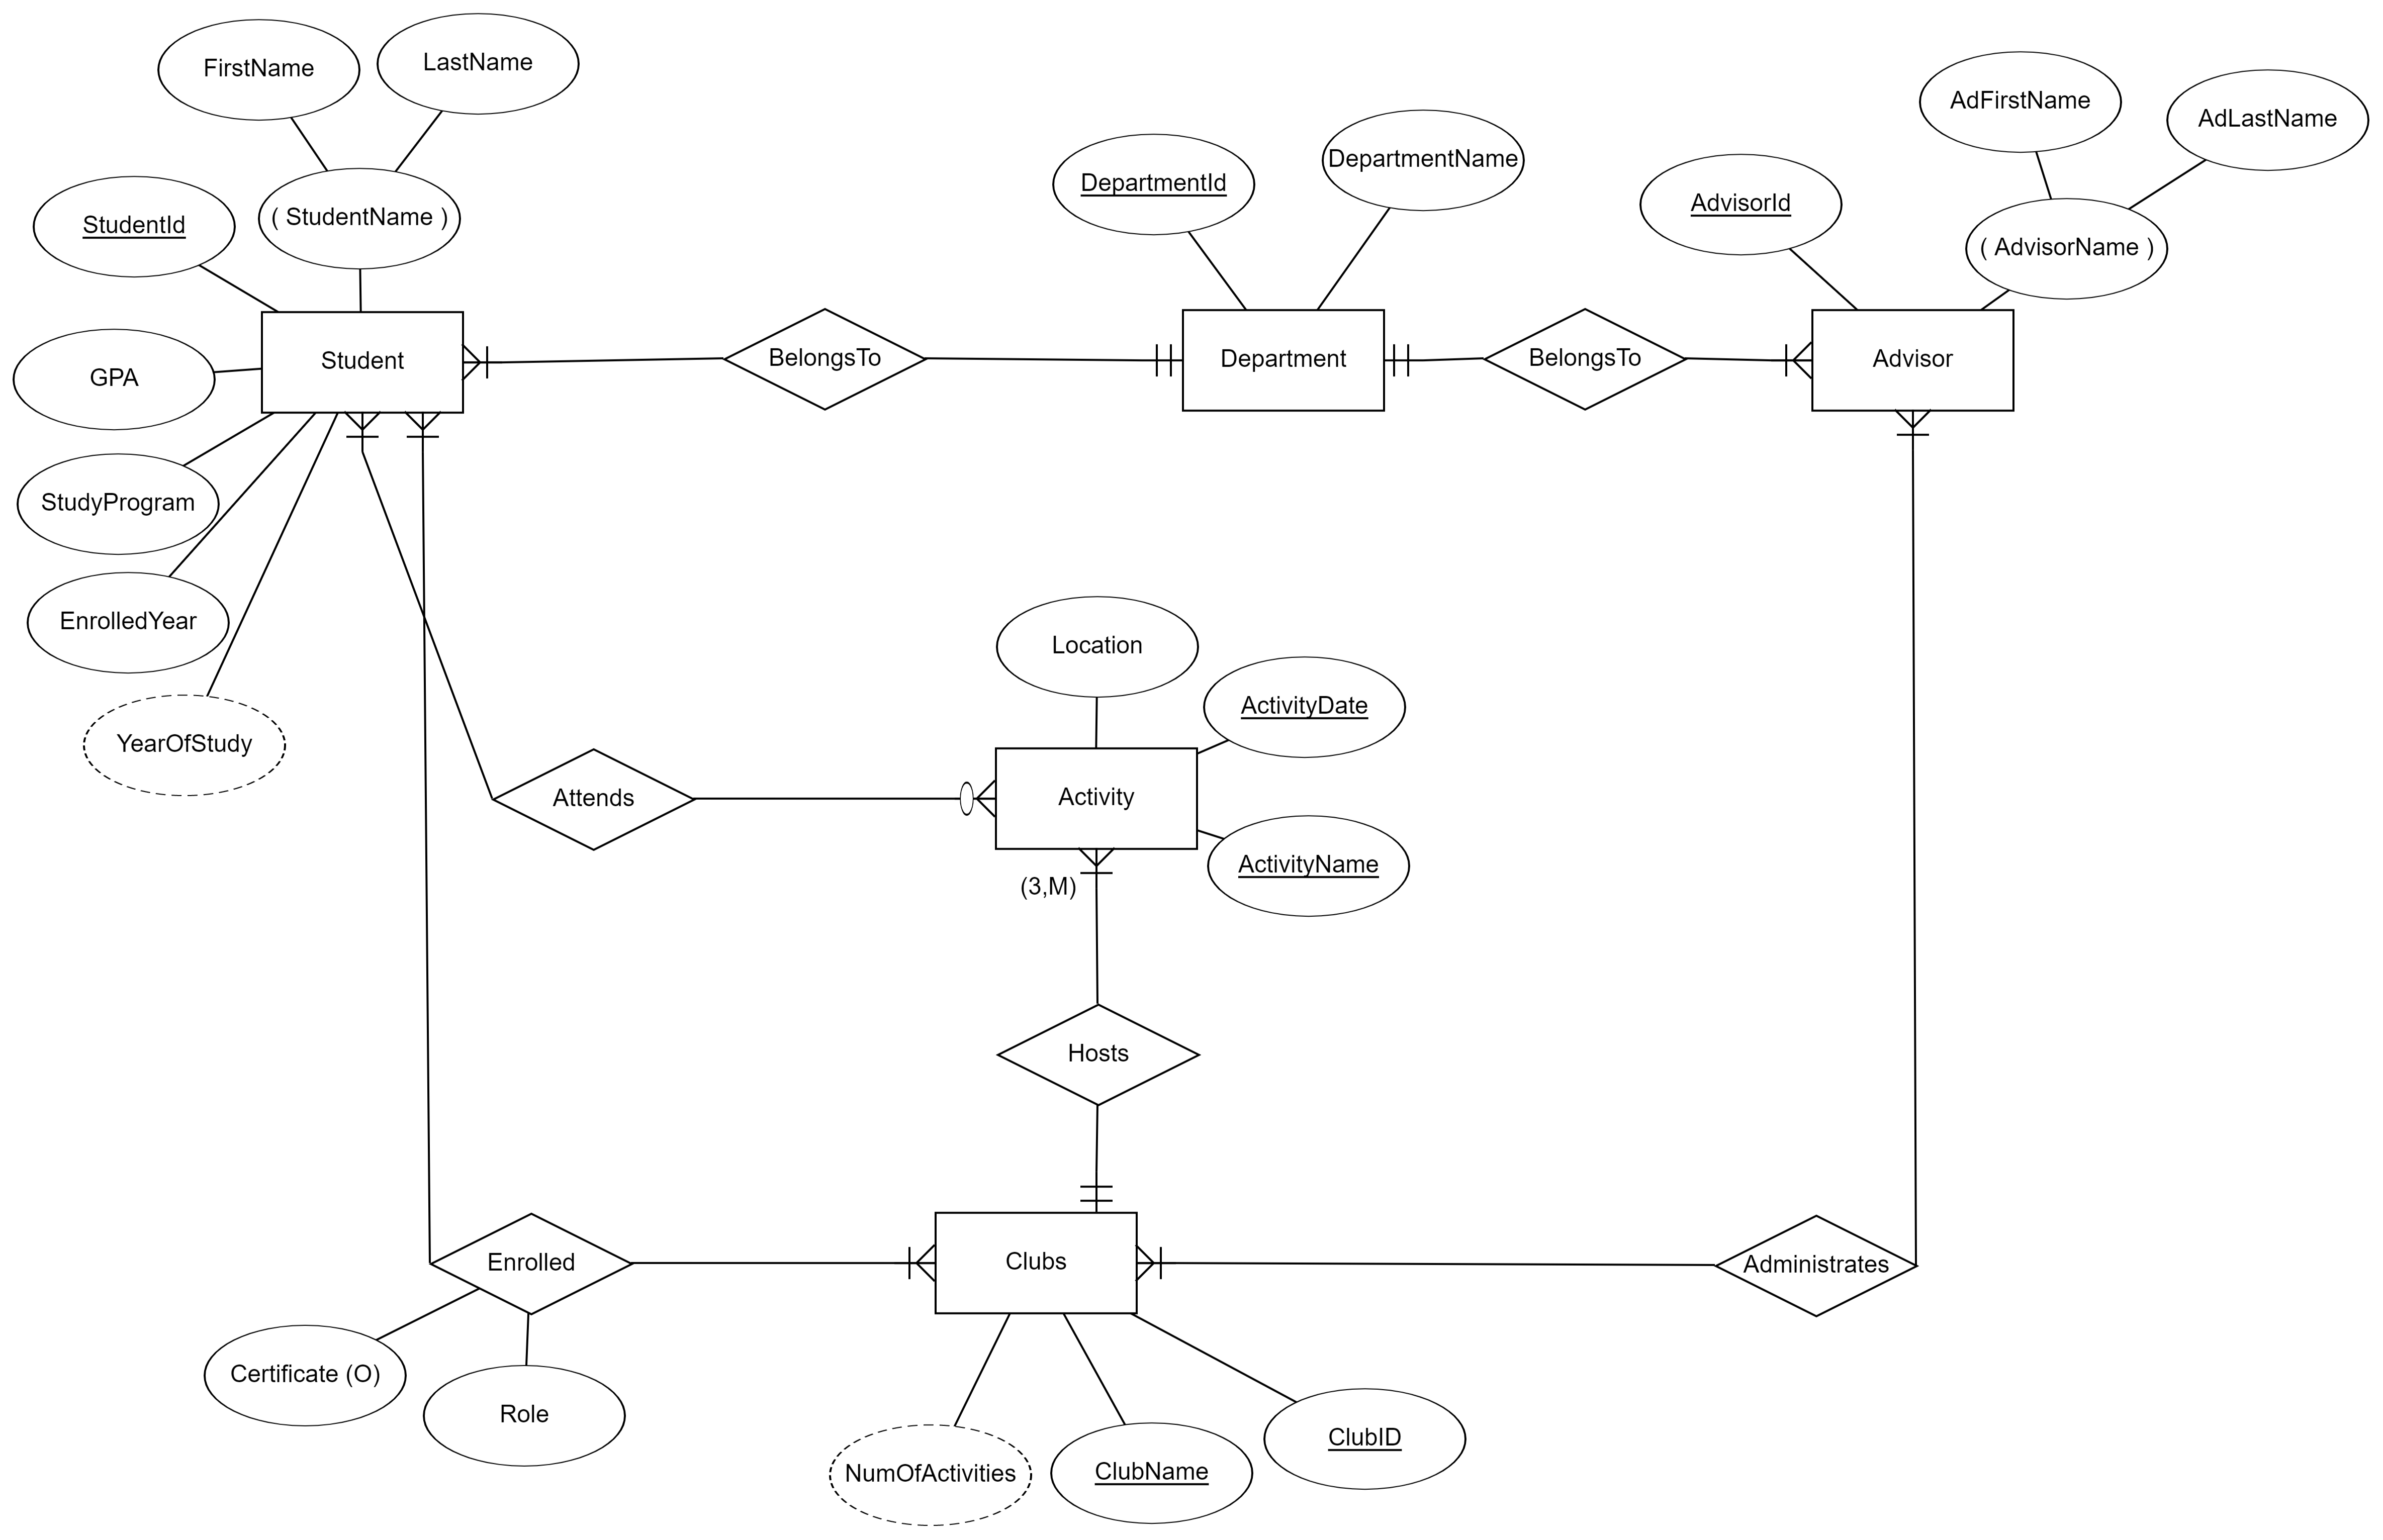 FirstName
LastName
StudentId
( StudentName )
GPA
Student
StudyProgram
EnrolledYear
YearOfStudy
BelongsTo
DepartmentId
DepartmentName
Department
BelongsTo
AdvisorId
AdFirstName
AdLastName
( AdvisorName )
Advisor
Location
ActivityDate
Attends
Activity
ActivityName
(3,M)
Hosts
Enrolled
Clubs
Administrates
Certificate (O)
Role
NumOfActivities
ClubName
ClubID